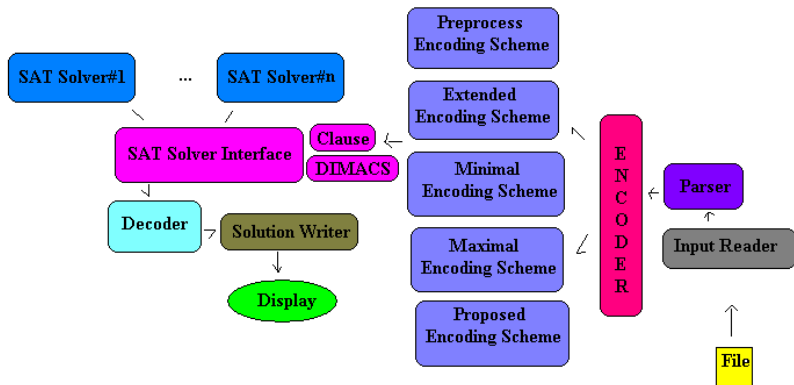 Preprocess
Encoding Scheme
SAT Solver#1
...
SAT Solver#n
Extended
Encoding Scheme
SAT Solver Interface
Clause
DIMACS
Minimal
Encoding Scheme
E
N
C
O
D
E
R
Parser
Decoder
Solution Writer
Maximal
Encoding Scheme
Input Reader
Display
Proposed
Encoding Scheme
File